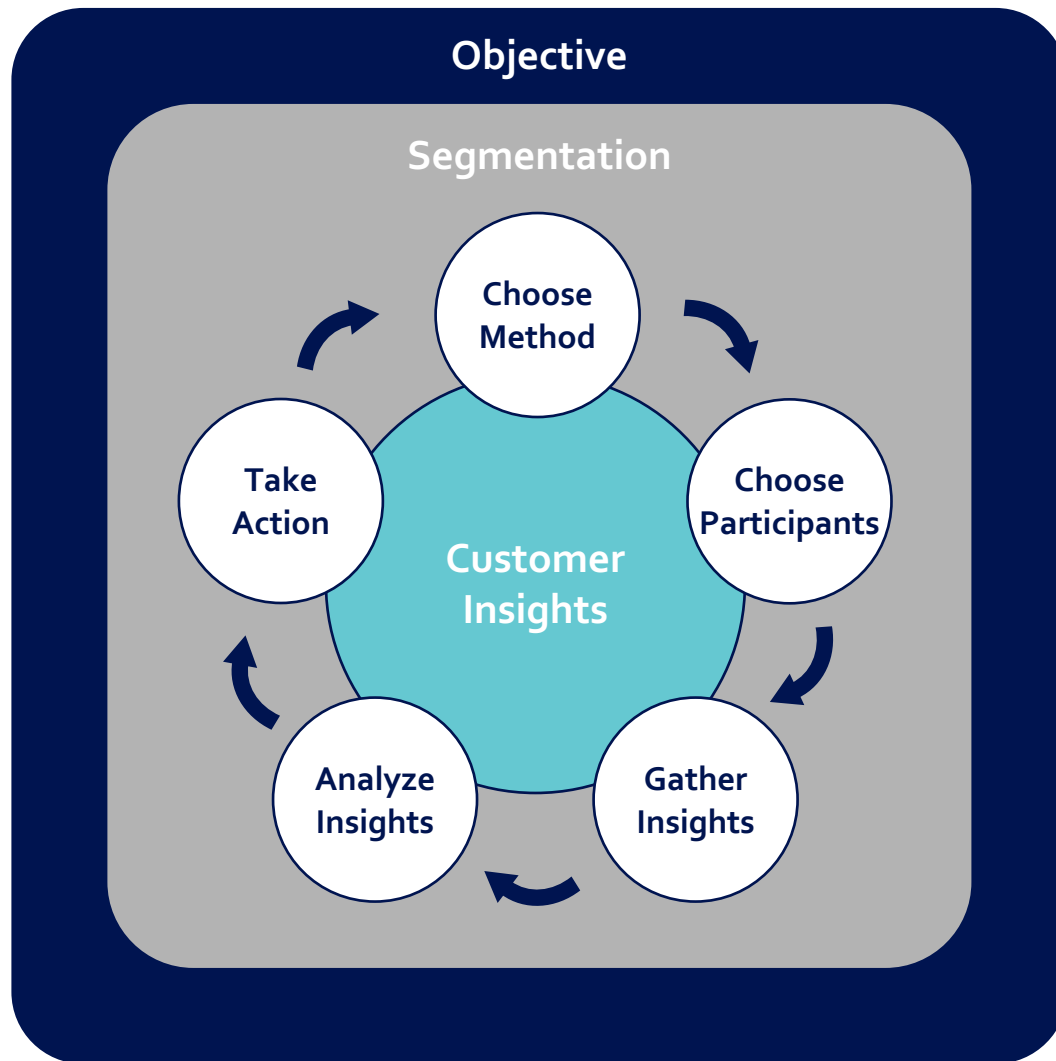 Objective
Segmentation
Choose
Method
Choose
Participants
Gather
Insights
Analyze
Insights
Take
Action
Customer
Insights